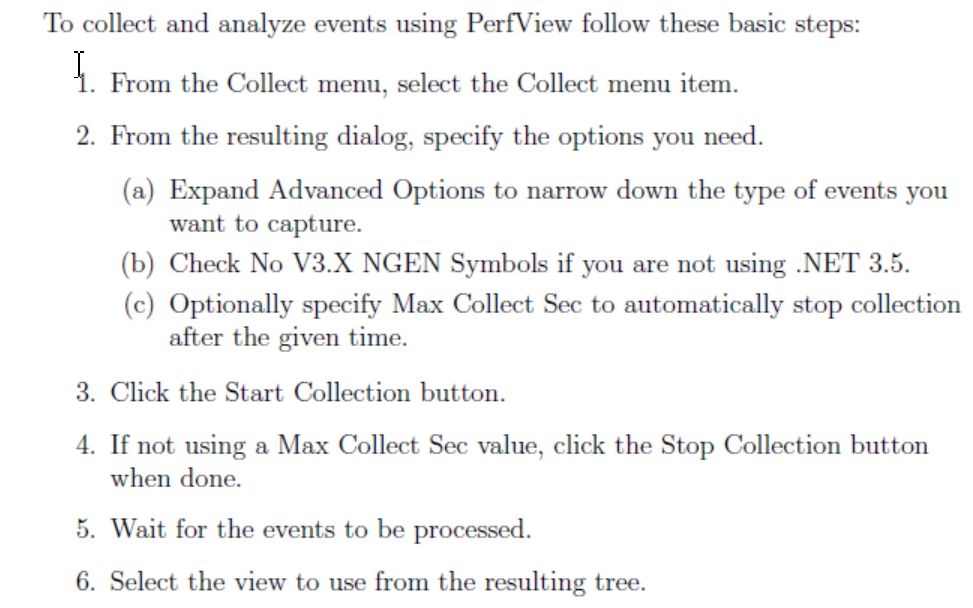 To collect and analyze events using PerfView follow these basic steps:
1. From the Collect menu, select the Collect menu item.
2. From the resulting dialog, specify the options you need.
(a) Expand Advanced Options to narrow down the type of events you
want to capture.
(b) Check No V3.X NGEN Symbols if you are not using .NET 3.5.
(c) Optionally specify Max Collect Sec to automatically stop collection
after the given time.
3. Click the Start Collection button.
4. If not using a Max Collect Sec value, click the Stop Collection button
when done.
5. Wait for the events to be processed.
6. Select the view to use from the resulting tree.